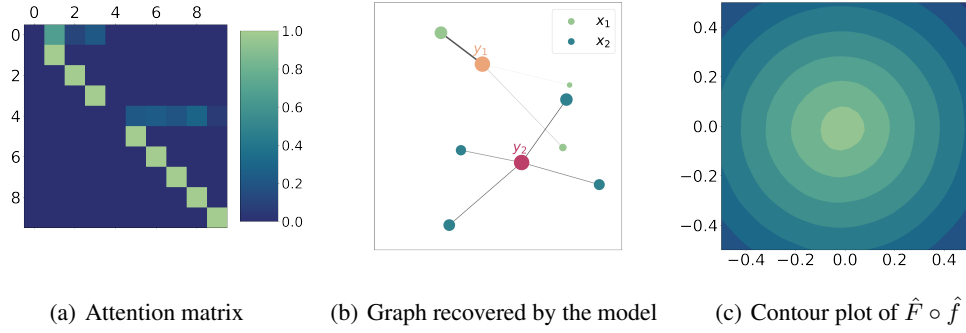 0 2 4 6 8
0
2
4
6
8
1.0
0.8
0.6
0.4
0.2
0.0
y₁
y₂
x₁
x₂
0.4
0.2
0.0
−0.2
−0.4
−0.4 −0.2 0.0 0.2 0.4
(a) Attention matrix
(b) Graph recovered by the model
(c) Contour plot of F̂ ∘ f̂